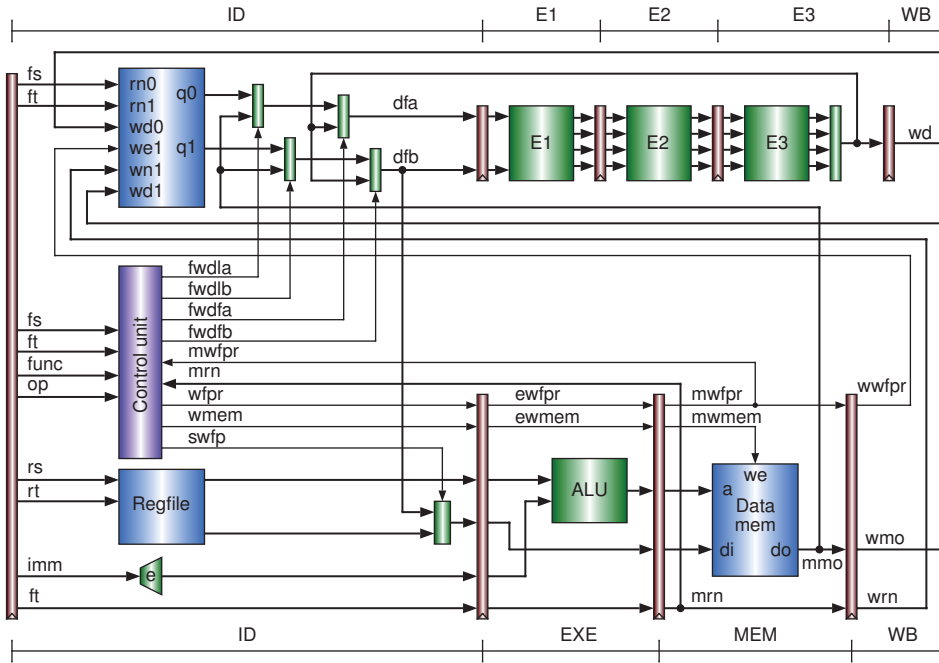 ID E1 E2 E3 WB
fs rn0 q0
ft rn1
wd0
we1 q1
wn1
wd1
dfa
dfb
E1 E2 E3
wd
Control unit
fwdla
fwdlb
fwdfa
fwdfb
mwfpr
mrn
wfpr ewfpr mwfpr wwfpr
wmem ewmem mwmem
swfp
fs
ft
func
op
rs
rt
Regfile
ALU
we
a Data
mem
di do
mmo
wmo
imm e
ft mrn wrn
ID EXE MEM WB